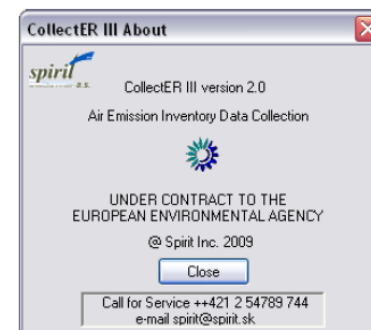 CollectER III About
spirit
a.s.
CollectER III version 2.0
Air Emission Inventory Data Collection
UNDER CONTRACT TO THE
EUROPEAN ENVIRONMENTAL AGENCY
@ Spirit Inc. 2009
Close
Call for Service ++421 2 54789 744
e-mail spirit@spirit.sk